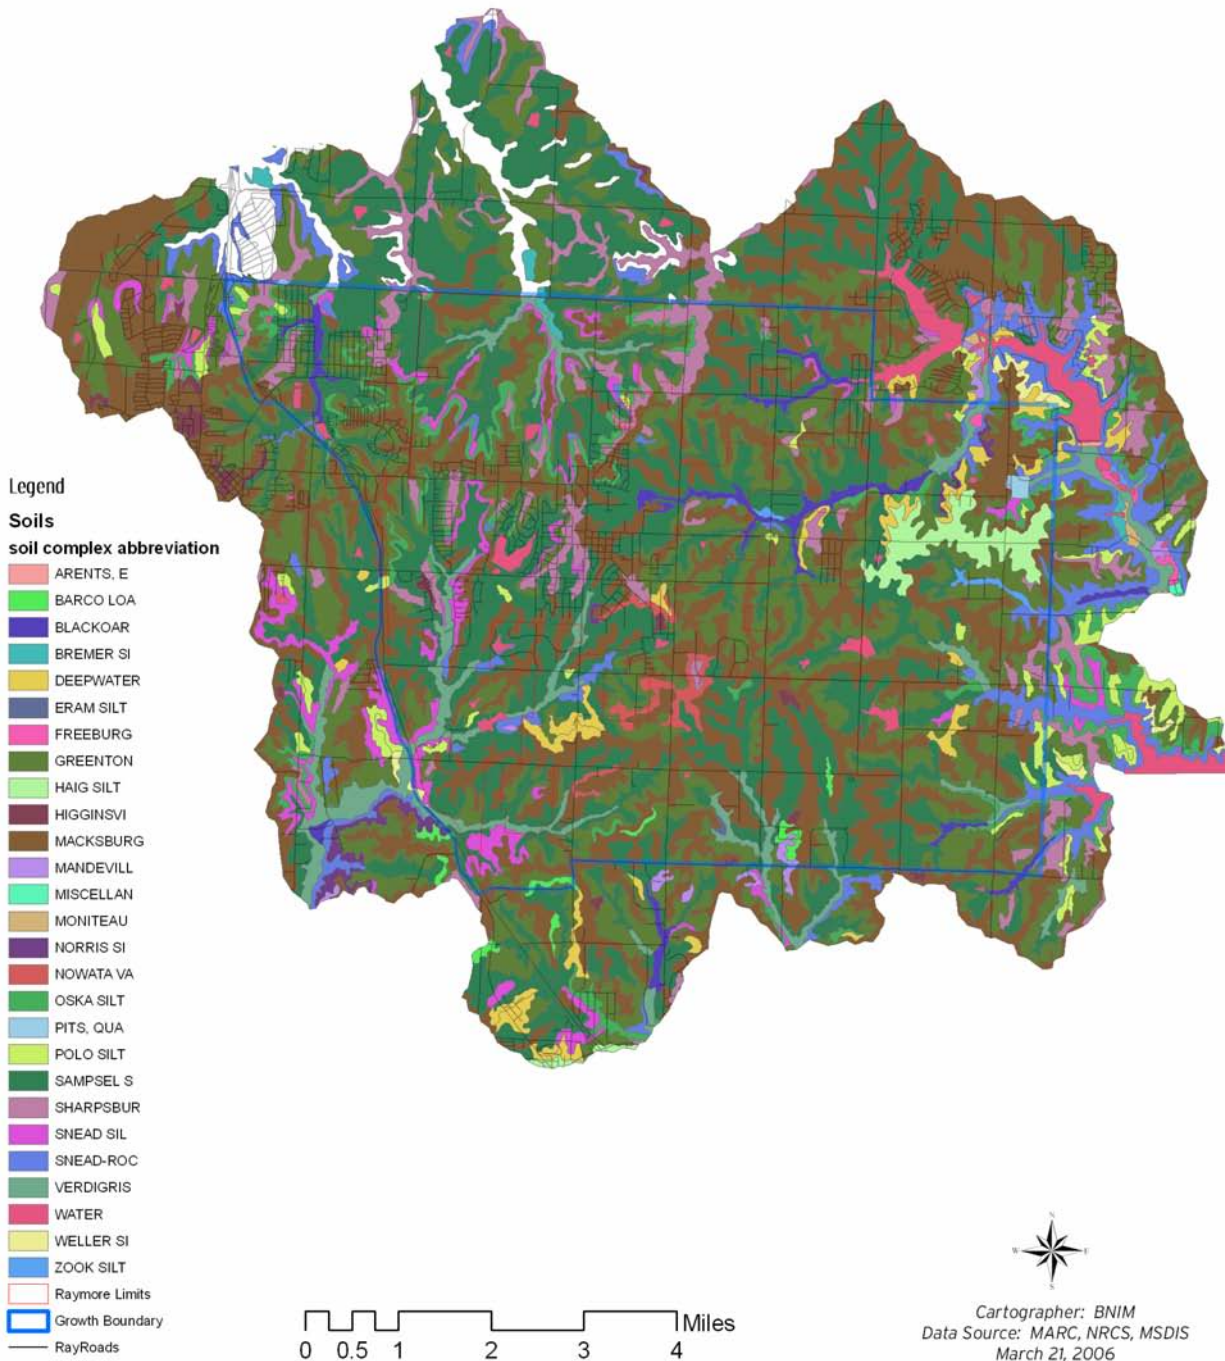 Legend
Soils
soil complex abbreviation
ARENTS, E
BARCO LOA
BLACKOAR
BREMER SI
DEEPWATER
ERAM SILT
FREEBURG
GREENTON
HAIG SILT
HIGGINSVI
MACKSBURG
MANDEVILL
MISCELLAN
MONITEAU
NORRIS SI
NOWATA VA
OSKA SILT
PITS, QUA
POLO SILT
SAMPSEL S
SHARPSBUR
SNEAD SIL
SNEAD-ROC
VERDIGRIS
WATER
WELLER SI
ZOOK SILT
Raymore Limits
Growth Boundary
RayRoads
Miles
0 0.5 1 2 3 4
N
W E
S
Cartographer: BNIM
Data Source: MARC, NRCS, MSDIS
March 21, 2006